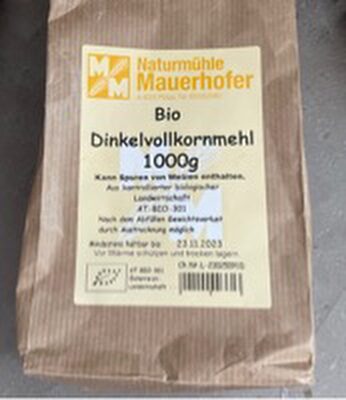 Naturmühle
Mauerhofer
M
M
Bio
Dinkelvollkornmehl
1000g
Kann Spuren von Weizen enthalten.
Aus kontrollierter biologischer
Landwirtschaft
AT-BIO-301
Nach dem Abfüllen Gewichtsverlust
durch Austrocknung möglich
Mindestens haltbar bis: 23.11.2023
Vor Wärme schützen und trocken lagern
AT BIO 301
Österreich-
Landwirtschaft